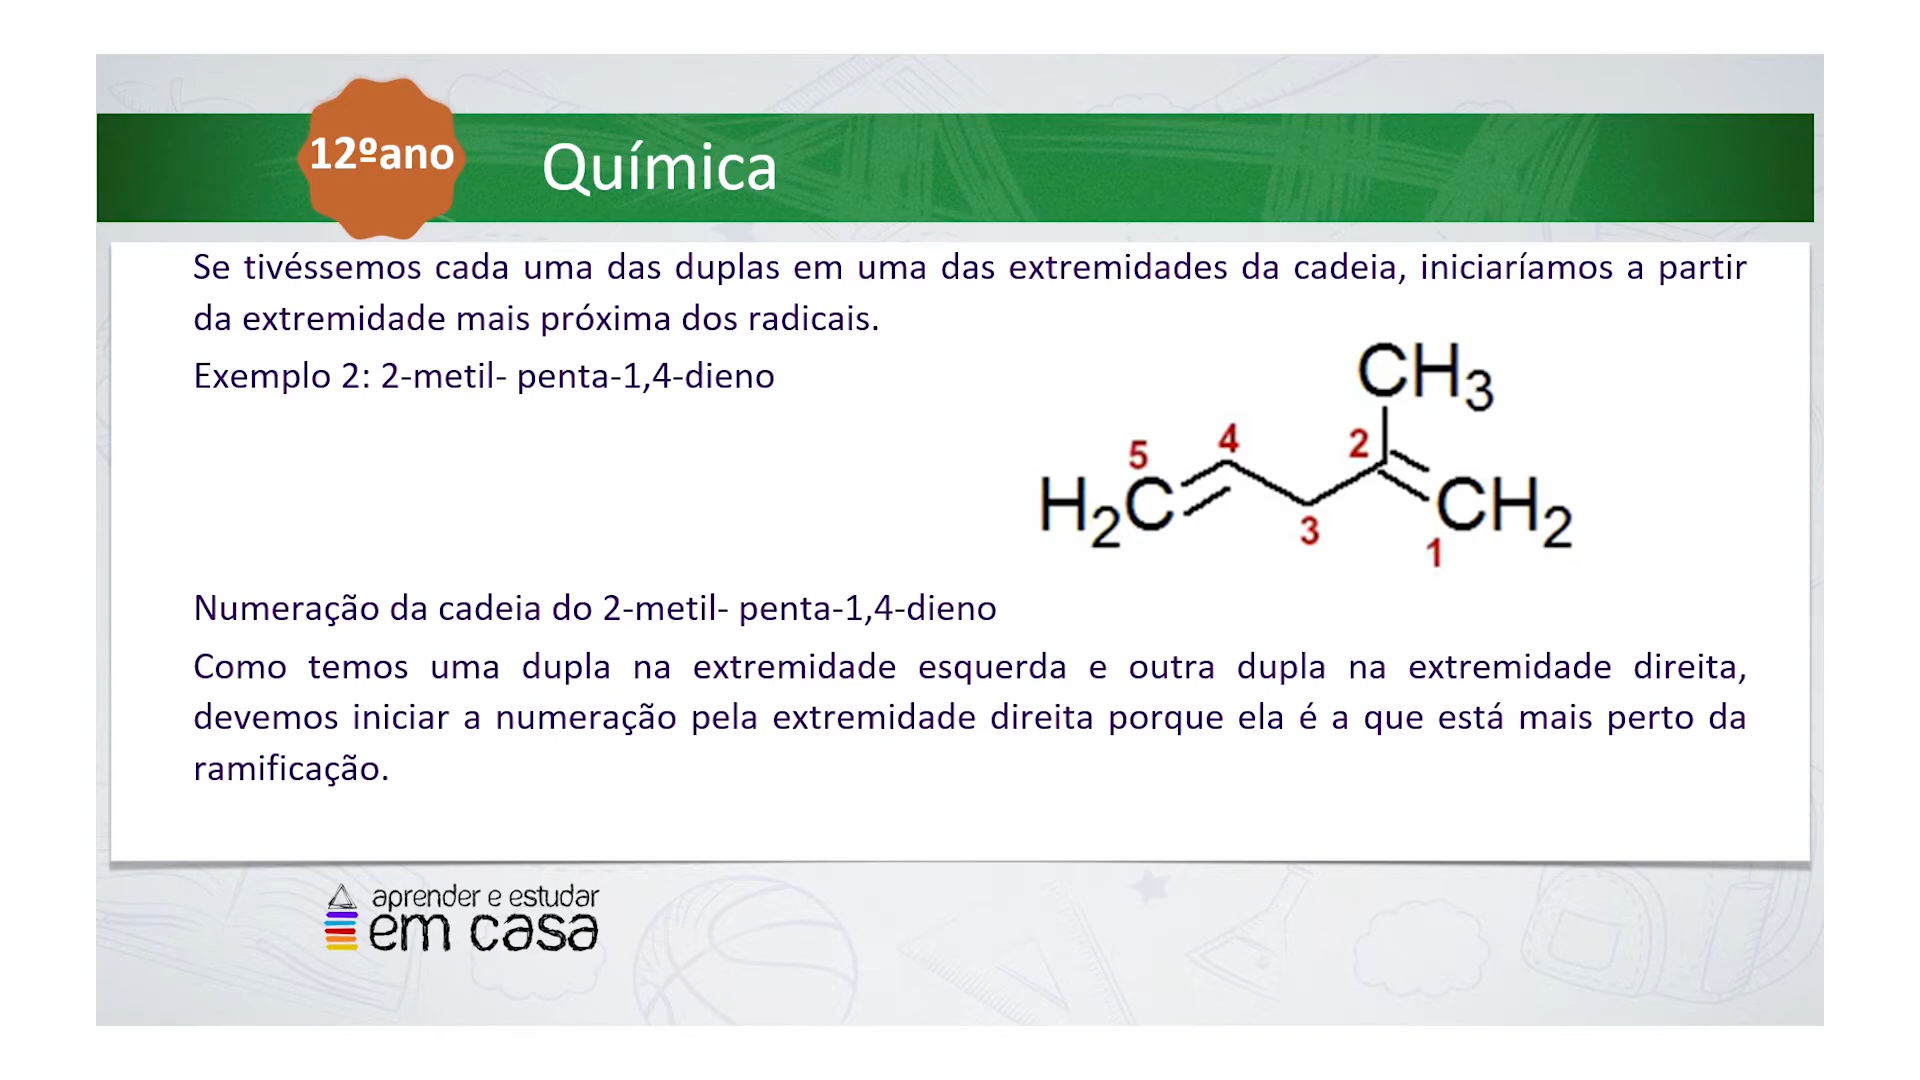 12ºano
Química
Se tivéssemos cada uma das duplas em uma das extremidades da cadeia, iniciaríamos a partir
da extremidade mais próxima dos radicais.
Exemplo 2: 2-metil- penta-1,4-dieno
CH3
5 4 2
H2C CH2
3 1
Numeração da cadeia do 2-metil- penta-1,4-dieno
Como temos uma dupla na extremidade esquerda e outra dupla na extremidade direita,
devemos iniciar a numeração pela extremidade direita porque ela é a que está mais perto da
ramificação.
aprender e estudar
em casa